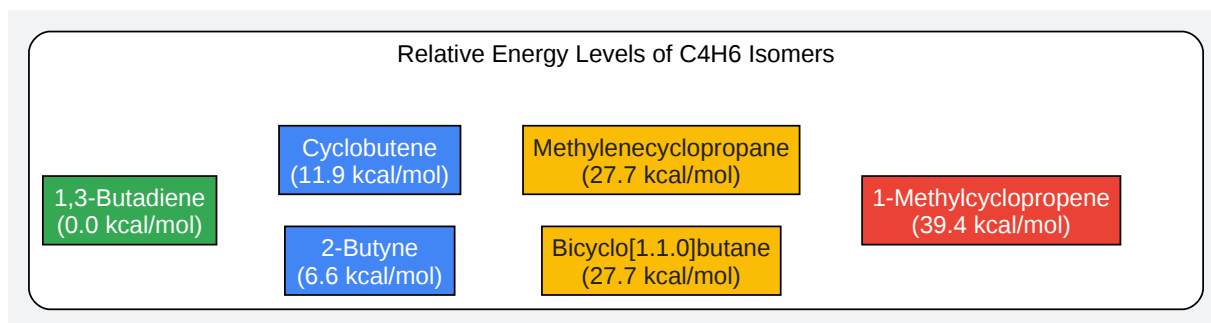 Relative Energy Levels of C4H6 Isomers
1,3-Butadiene
(0.0 kcal/mol)
Cyclobutene
(11.9 kcal/mol)
2-Butyne
(6.6 kcal/mol)
Methylenecyclopropane
(27.7 kcal/mol)
Bicyclo[1.1.0]butane
(27.7 kcal/mol)
1-Methylcyclopropene
(39.4 kcal/mol)